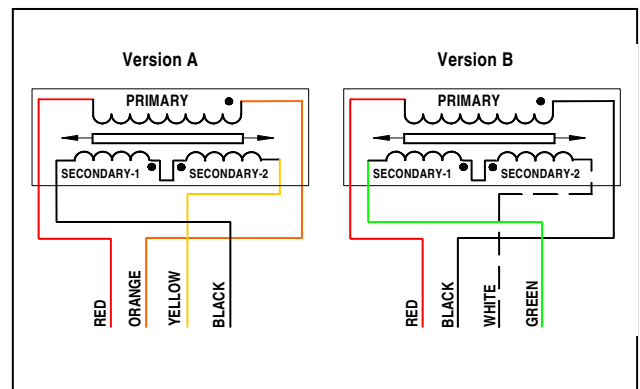 Version A
PRIMARY
SECONDARY-1
SECONDARY-2
RED
ORANGE
YELLOW
BLACK
Version B
PRIMARY
SECONDARY-1
SECONDARY-2
RED
BLACK
WHITE
GREEN